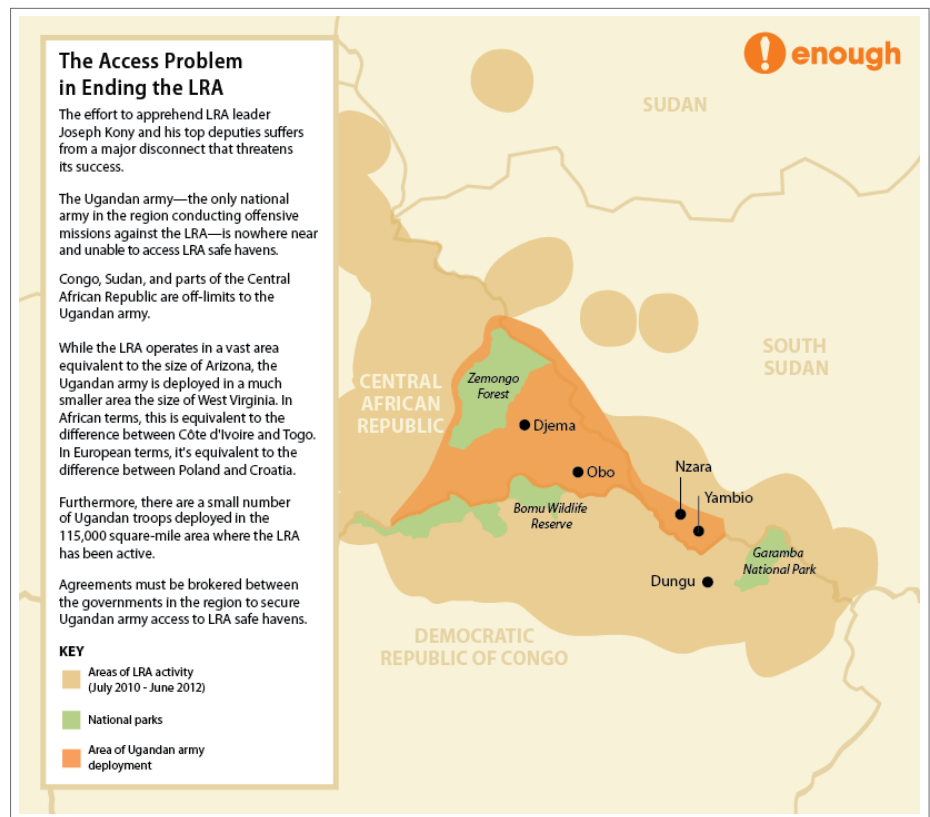 The Access Problem
in Ending the LRA
The effort to apprehend LRA leader
Joseph Kony and his top deputies suffers
from a major disconnect that threatens
its success.
The Ugandan army—the only national
army in the region conducting offensive
missions against the LRA—is nowhere near
and unable to access LRA safe havens.
Congo, Sudan, and parts of the Central
African Republic are off-limits to the
Ugandan army.
While the LRA operates in a vast area
equivalent to the size of Arizona, the
Ugandan army is deployed in a much
smaller area the size of West Virginia. In
African terms, this is equivalent to the
difference between Côte d'Ivoire and Togo.
In European terms, it's equivalent to the
difference between Poland and Croatia.
Furthermore, there are a small number
of Ugandan troops deployed in the
115,000 square-mile area where the LRA
has been active.
Agreements must be brokered between
the governments in the region to secure
Ugandan army access to LRA safe havens.
KEY
Areas of LRA activity
(July 2010 - June 2012)
National parks
Area of Ugandan army
deployment
enough
SUDAN
SOUTH
SUDAN
CENTRAL
AFRICAN
REPUBLIC
Zemongo
Forest
Djema
Obo
Nzara
Yambio
Bomu Wildlife
Reserve
Garamba
National Park
Dungu
DEMOCRATIC
REPUBLIC OF CONGO